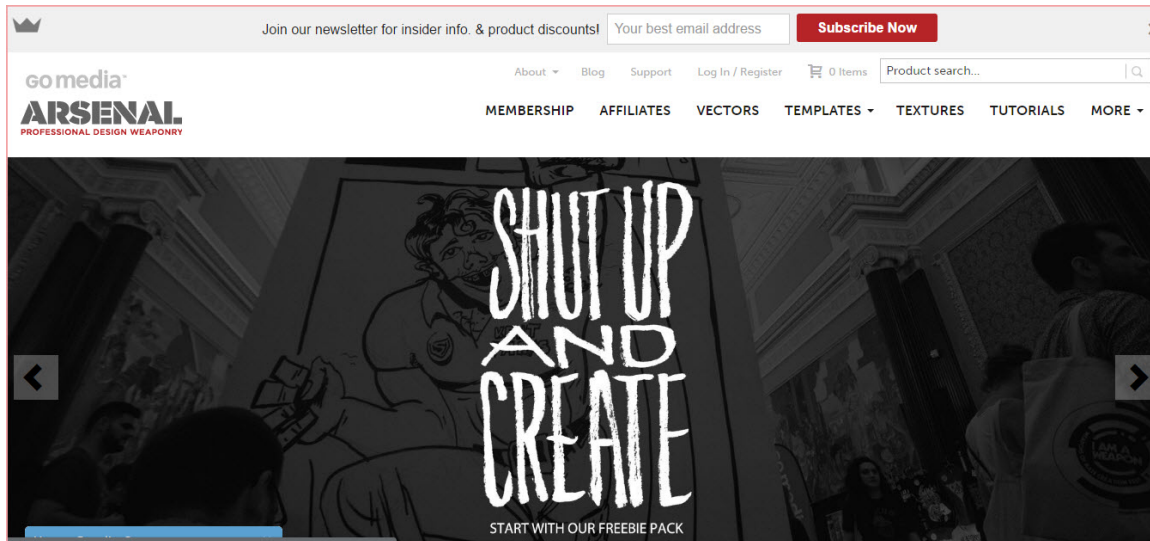 Join our newsletter for insider info. & product discounts! Your best email address Subscribe Now
About Blog Support Log In / Register 0 Items Product search...
Go media
ARSENAL
PROFESSIONAL DESIGN WEAPONRY
MEMBERSHIP AFFILIATES VECTORS TEMPLATES TEXTURES TUTORIALS MORE
SHUT UP
AND
CREATE
START WITH OUR FREEBIE PACK
I AM A
WEAPON